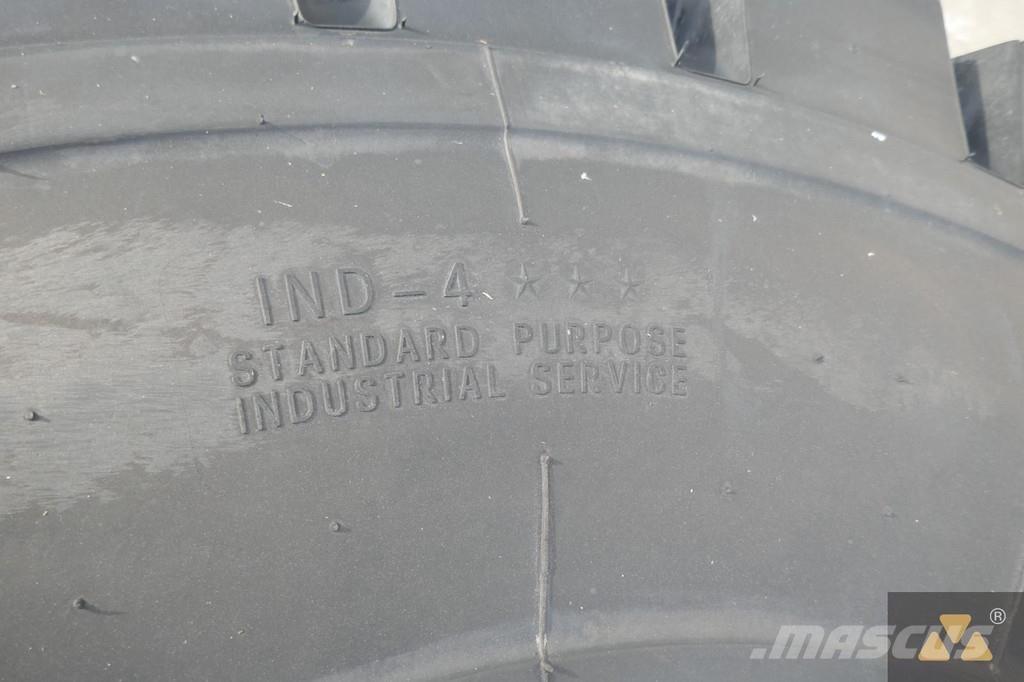 IND-4 ★ ★ ★
STANDARD PURPOSE
INDUSTRIAL SERVICE
MASCUS ®